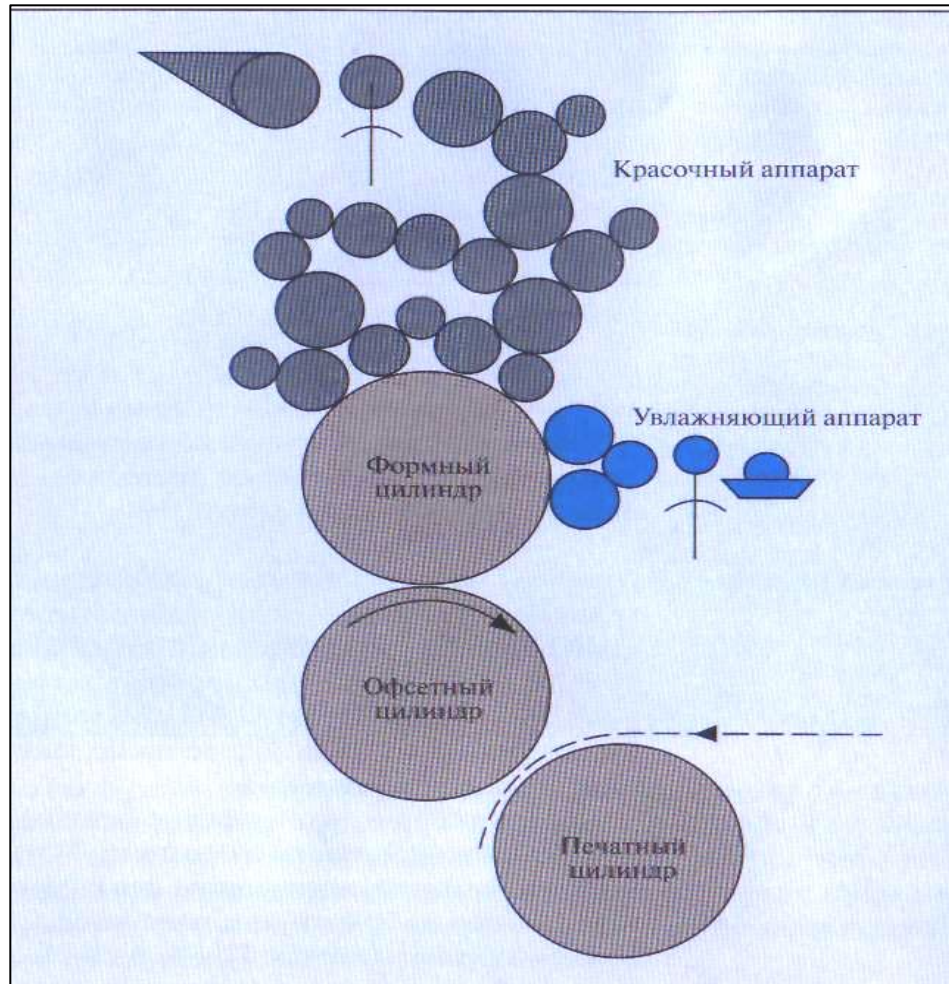 Красочный аппарат
Увлажняющий аппарат
Формный
цилиндр
Офсетный
цилиндр
Печатный
цилиндр